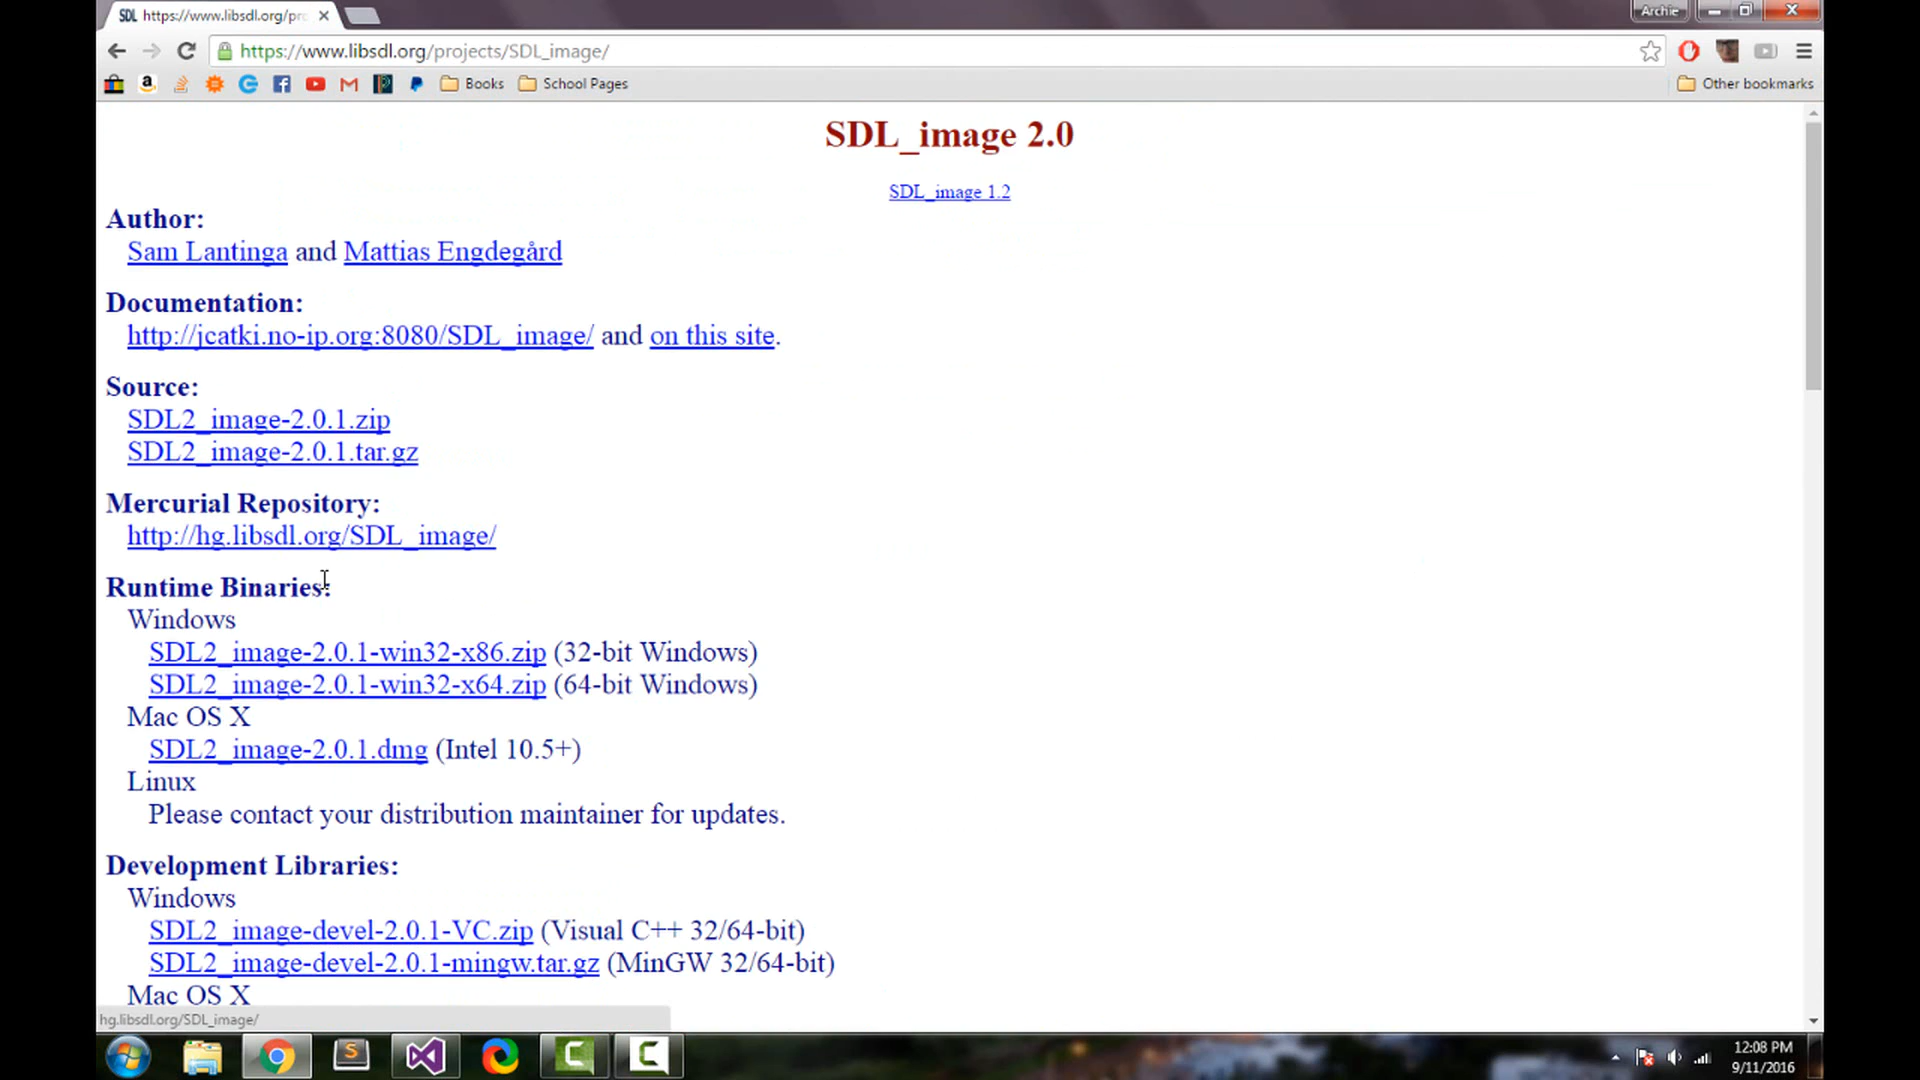 SDL https://www.libsdl.org/pro
Archie
https://www.libsdl.org/projects/SDL_image/
Books
School Pages
Other bookmarks
SDL_image 2.0
SDL_image 1.2
Author:
Sam Lantinga and Mattias Engdegård
Documentation:
http://jcatki.no-ip.org:8080/SDL_image/ and on this site.
Source:
SDL2_image-2.0.1.zip
SDL2_image-2.0.1.tar.gz
Mercurial Repository:
http://hg.libsdl.org/SDL_image/
Runtime Binaries:
Windows
SDL2_image-2.0.1-win32-x86.zip (32-bit Windows)
SDL2_image-2.0.1-win32-x64.zip (64-bit Windows)
Mac OS X
SDL2_image-2.0.1.dmg (Intel 10.5+)
Linux
Please contact your distribution maintainer for updates.
Development Libraries:
Windows
SDL2_image-devel-2.0.1-VC.zip (Visual C++ 32/64-bit)
SDL2_image-devel-2.0.1-mingw.tar.gz (MinGW 32/64-bit)
Mac OS X
hg.libsdl.org/SDL_image/
12:08 PM
9/11/2016